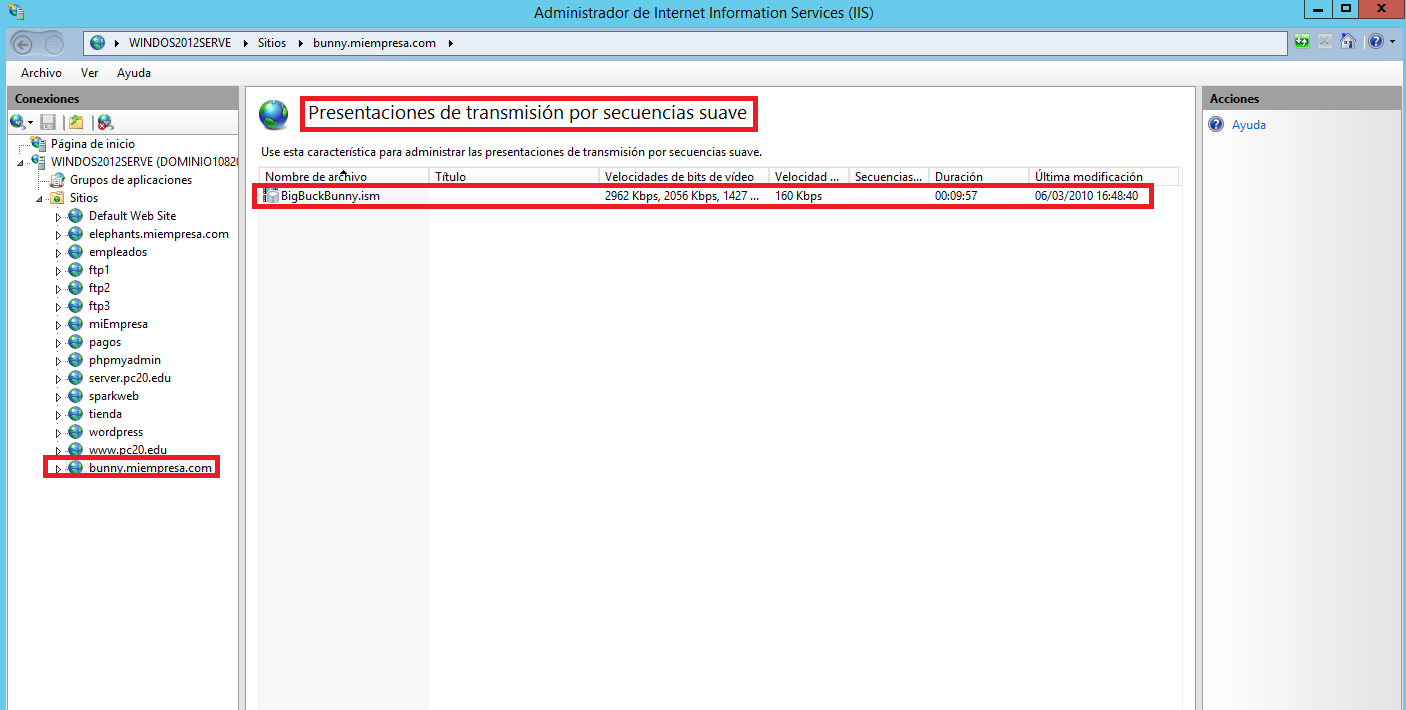 Administrador de Internet Information Services (IIS)
WINDOS2012SERVE
Sitios
bunny.miempresa.com
Archivo Ver Ayuda
Conexiones
Página de inicio
WINDOS2012SERVE (DOMINIO10820
Grupos de aplicaciones
Sitios
Default Web Site
elephants.miempresa.com
empleados
ftp1
ftp2
ftp3
miEmpresa
pagos
phpmyadmin
server.pc20.edu
sparkweb
tienda
wordpress
www.pc20.edu
bunny.miempresa.com
Presentaciones de transmisión por secuencias suave
Use esta característica para administrar las presentaciones de transmisión por secuencias suave.
Nombre de archivo Título Velocidades de bits de vídeo Velocidad ... Secuencias... Duración Última modificación
BigBuckBunny.ism 2962 Kbps, 2056 Kbps, 1427 ... 160 Kbps 00:09:57 06/03/2010 16:48:40
Acciones
Ayuda